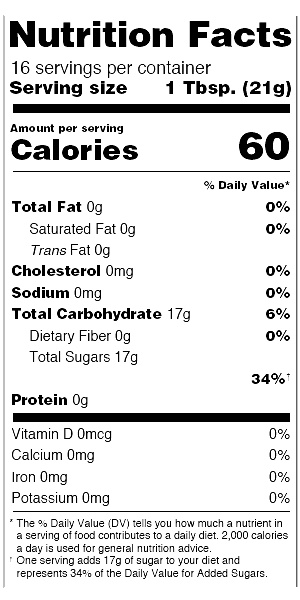 Nutrition Facts
16 servings per container
Serving size 1 Tbsp. (21g)
Amount per serving
Calories 60
% Daily Value*
Total Fat 0g 0%
Saturated Fat 0g 0%
Trans Fat 0g
Cholesterol 0mg 0%
Sodium 0mg 0%
Total Carbohydrate 17g 6%
Dietary Fiber 0g 0%
Total Sugars 17g
34%†
Protein 0g
Vitamin D 0mcg 0%
Calcium 0mg 0%
Iron 0mg 0%
Potassium 0mg 0%
* The % Daily Value (DV) tells you how much a nutrient in
a serving of food contributes to a daily diet. 2,000 calories
a day is used for general nutrition advice.
† One serving adds 17g of sugar to your diet and
represents 34% of the Daily Value for Added Sugars.